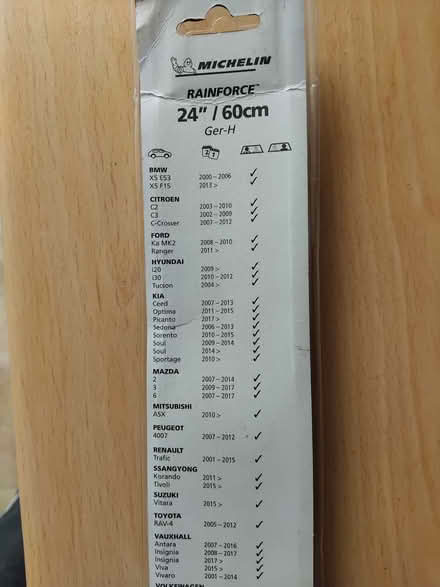 MICHELIN
RAINFORCE™
24" / 60cm
Ger-H
BMW
X5 E53 2000 – 2006 ✓
X5 F15 2013 > ✓
CITROEN
C2 2003 – 2010 ✓
C3 2002 – 2009 ✓
C-Crosser 2007 – 2012 ✓
FORD
Ka MK2 2008 – 2010 ✓
Ranger 2011 > ✓
HYUNDAI
i20 2009 > ✓
i30 2010 – 2012 ✓
Tucson 2004 > ✓
KIA
Ceed 2007 – 2013 ✓
Optima 2011 – 2015 ✓
Picanto 2017 > ✓
Sedona 2006 – 2013 ✓
Sorento 2010 – 2015 ✓
Soul 2009 – 2014 ✓
Soul 2014 > ✓
Sportage 2010 > ✓
MAZDA
2 2007 – 2014 ✓
3 2009 – 2017 ✓
6 2007 – 2017 ✓
MITSUBISHI
ASX 2010 > ✓
PEUGEOT
4007 2007 – 2012 ✓
RENAULT
Trafic 2001 – 2015 ✓
SSANGYONG
Korando 2011 > ✓
Tivoli 2015 > ✓
SUZUKI
Vitara 2015 > ✓
TOYOTA
RAV-4 2005 – 2012 ✓
VAUXHALL
Antara 2007 – 2016 ✓
Insignia 2008 – 2017 ✓
Insignia 2017 > ✓
Viva 2015 > ✓
Vivaro 2001 – 2014 ✓
VOLKSWAGEN